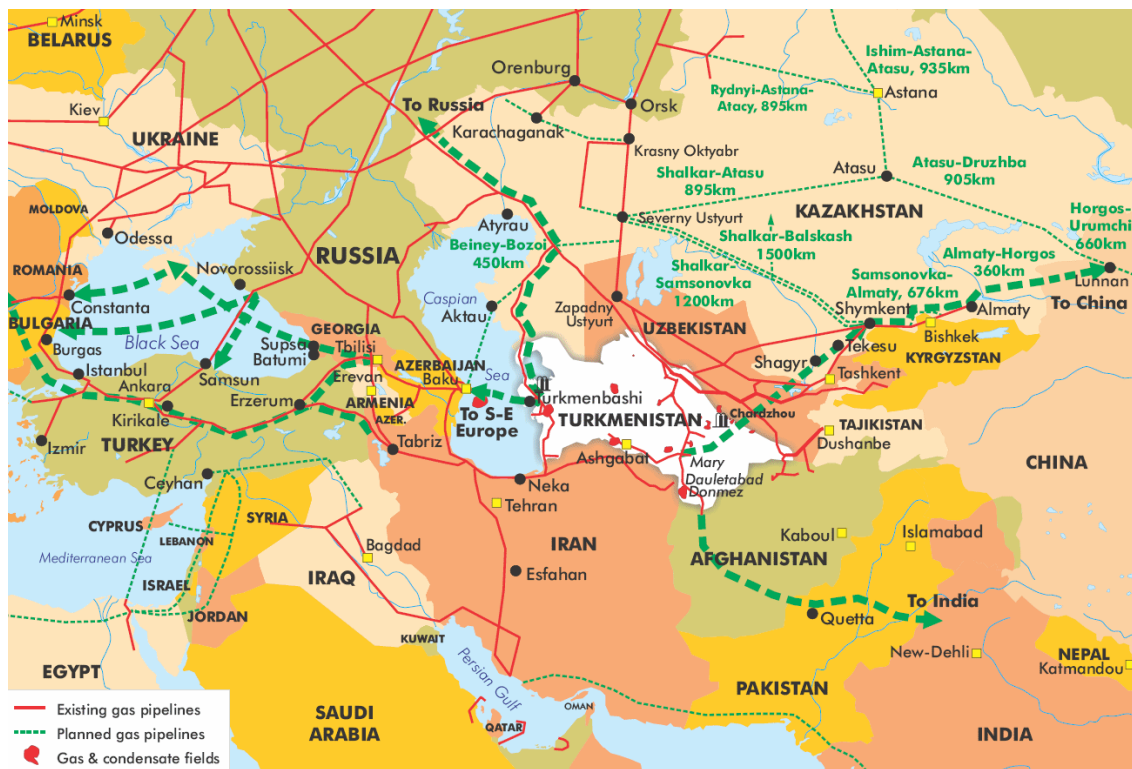 Minsk
BELARUS
Kiev
UKRAINE
MOLDOVA
Odessa
ROMANIA
Constanta
BULGARIA
Burgas
Istanbul
Black Sea
Novorossiisk
RUSSIA
To Russia
Orenburg
Orsk
Karachaganak
Krasny Oktyabr
Rydnyi-Astana-
Atacy, 895km
Ishim-Astana-
Atasu, 935km
Astana
Atasu
Atasu-Druzhba
905km
Shalkar-Atasu
895km
KAZAKHSTAN
Severny Ustyurt
Shalkar-Balskash
1500km
Horgos-
Urumchi
660km
Atyrau
Beiney-Bozoi
450km
Caspian
Aktau
Sea
Shalkar-
Samsonovka
1200km
Samsonovka-
Almaty, 676km
Almaty-Horgos
360km
Lunnan
To China
Zapadny
Ustyurt
UZBEKISTAN
Shymkent
Almaty
Bishkek
KYRGYZSTAN
Shagyr
Tekesu
Tashkent
GEORGIA
Tbilisi
Supsa
Batumi
AZERBAIJAN
Baku
Erevan
ARMENIA
AZER.
To S-E
Europe
Turkmenbashi
TURKMENISTAN
Chardzhou
TAJIKISTAN
Dushanbe
Ashgabat
Mary
Dauletabad
Donmez
Samsun
Ankara
Kirikale
Erzerum
TURKEY
Izmir
Tabriz
Neka
Tehran
Ceyhan
CYPRUS
SYRIA
LEBANON
Mediterranean Sea
ISRAEL
JORDAN
Bagdad
IRAQ
IRAN
Esfahan
Kaboul
AFGHANISTAN
Islamabad
CHINA
To India
Quetta
New-Dehli
NEPAL
Katmandou
PAKISTAN
INDIA
KUWAIT
Persian Gulf
QATAR
OMAN
EGYPT
SAUDI
ARABIA
Existing gas pipelines
Planned gas pipelines
Gas & condensate fields